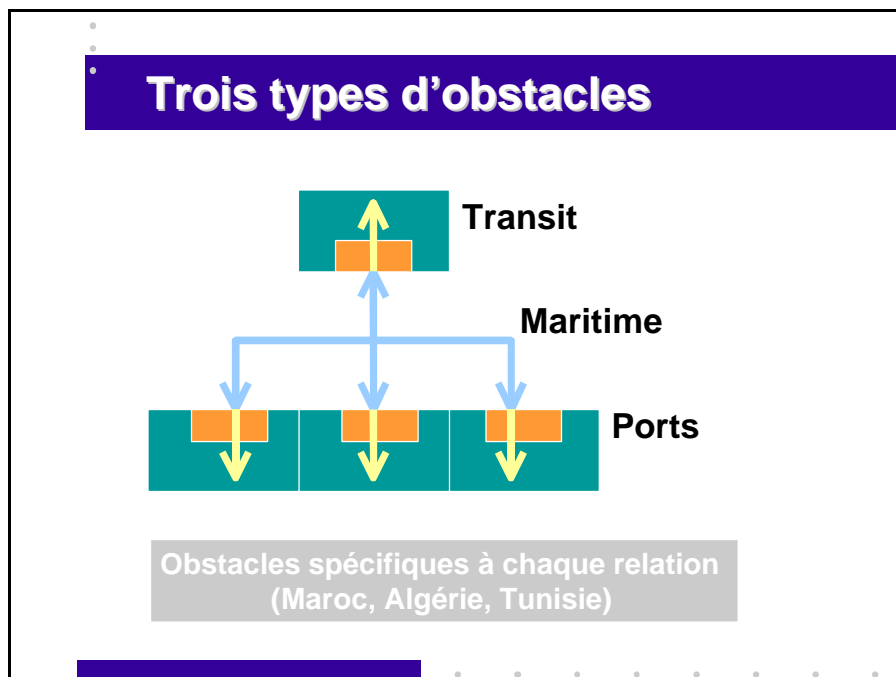 Trois types d’obstacles
Transit
Maritime
Ports
Obstacles spécifiques à chaque relation
(Maroc, Algérie, Tunisie)